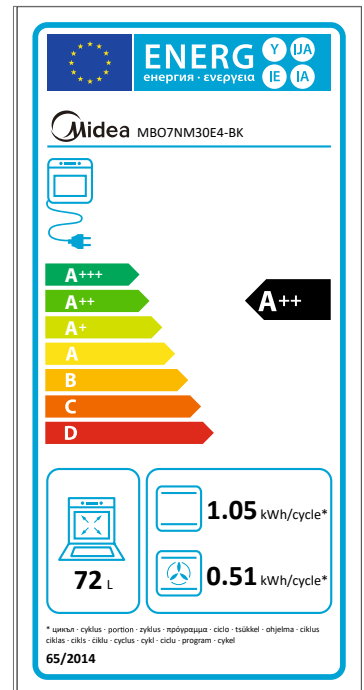 ENERG Y IJA
енергия · ενεργεια IE IA
Midea MBO7NM30E4-BK
A+++
A++
A++
A+
A
B
C
D
1.05 kWh/cycle*
72 L
0.51 kWh/cycle*
* цикъл · cyklus · portion · zyklus · πρόγραμμα · ciclo · tsükkel · ohjelma · ciklus
ciklas · cikls · ċiklu · cyclus · cykl · ciclu · program · cykel
65/2014